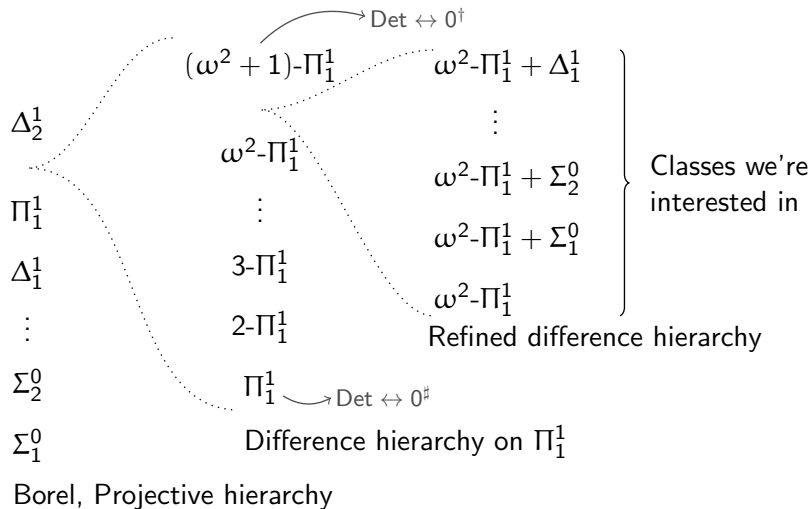 Det ↔ 0†
(ω² + 1)-Π¹₁
ω²-Π¹₁ + Δ¹₁
Δ¹₂
⋮
ω²-Π¹₁
Classes we're
interested in
ω²-Π¹₁ + Σ⁰₂
Π¹₁
⋮
ω²-Π¹₁ + Σ⁰₁
Δ¹₁
3-Π¹₁
ω²-Π¹₁
⋮
2-Π¹₁
Refined difference hierarchy
Σ⁰₂
Π¹₁
Det ↔ 0♯
Σ⁰₁
Difference hierarchy on Π¹₁
Borel, Projective hierarchy